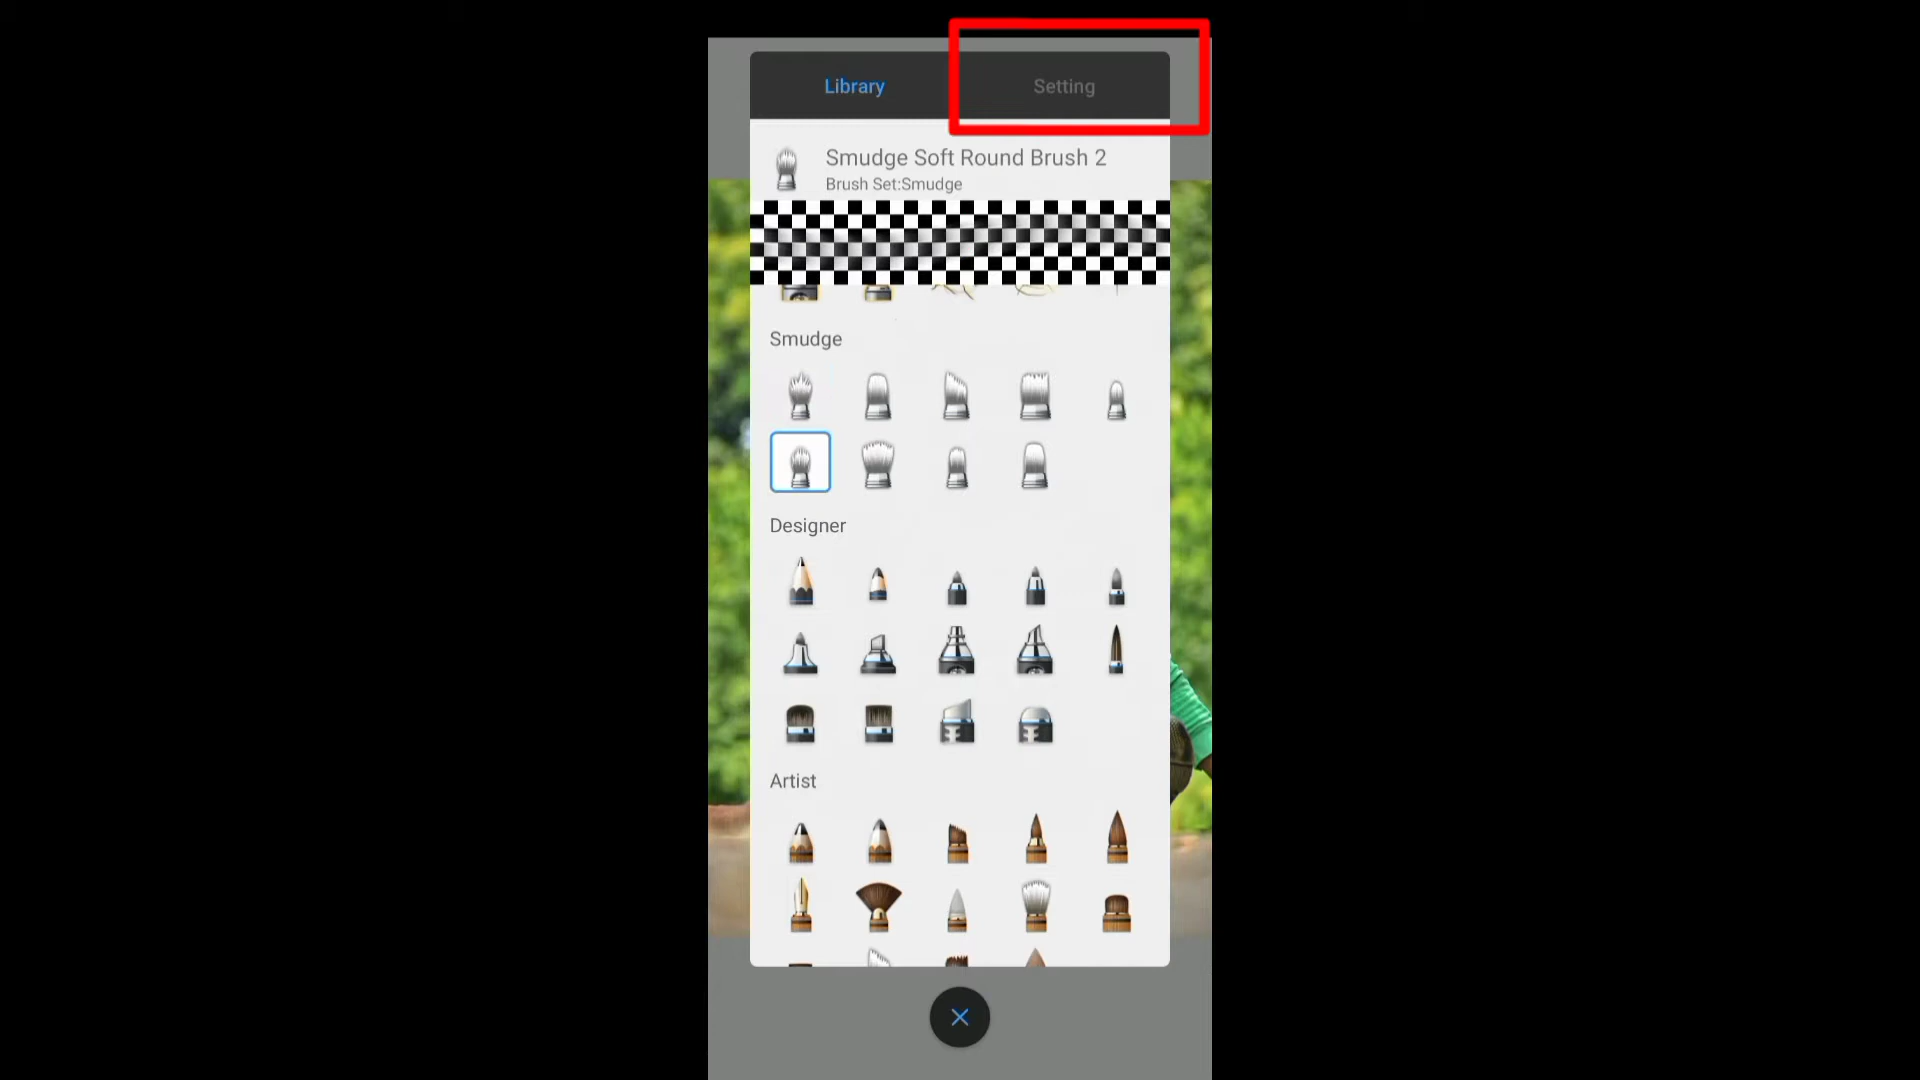 Library
Setting
Smudge Soft Round Brush 2
Brush Set:Smudge
Smudge
Designer
Artist